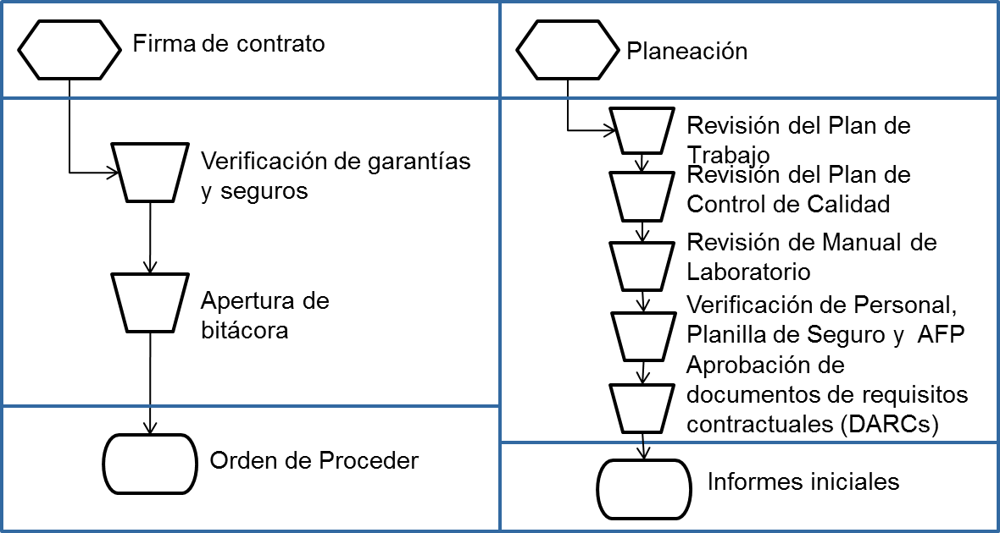 Firma de contrato
Verificación de garantías
y seguros
Apertura de
bitácora
Orden de Proceder
Planeación
Revisión del Plan de
Trabajo
Revisión del Plan de
Control de Calidad
Revisión de Manual de
Laboratorio
Verificación de Personal,
Planilla de Seguro y AFP
Aprobación de
documentos de requisitos
contractuales (DARCs)
Informes iniciales